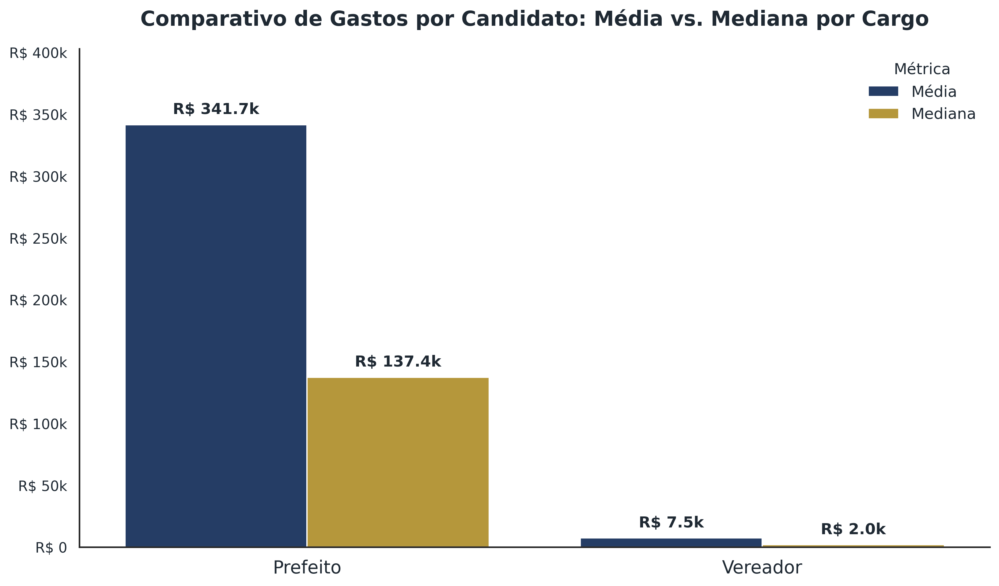 Comparativo de Gastos por Candidato: Média vs. Mediana por Cargo
R$ 400k
R$ 350k
R$ 300k
R$ 250k
R$ 200k
R$ 150k
R$ 100k
R$ 50k
R$ 0
Métrica
Média
Mediana
R$ 341.7k
R$ 137.4k
R$ 7.5k
R$ 2.0k
Prefeito
Vereador